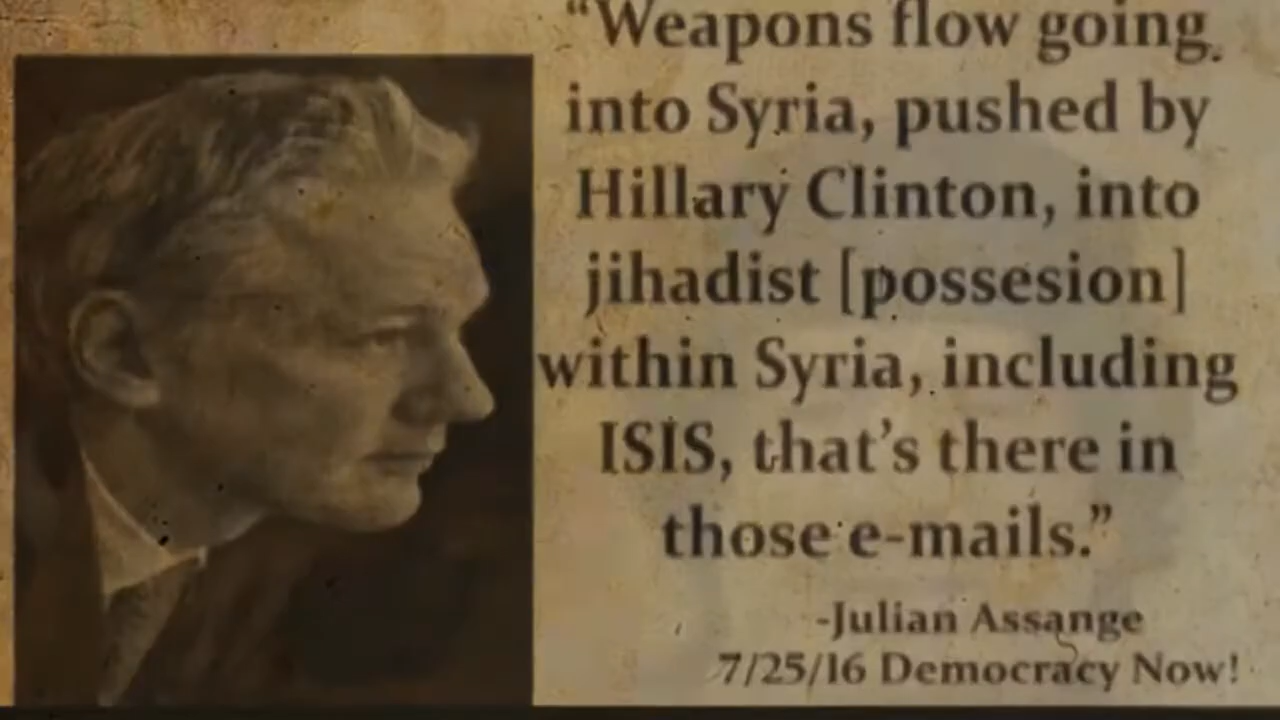 “Weapons flow going
into Syria, pushed by
Hillary Clinton, into
jihadist [possesion]
within Syria, including
ISIS, that’s there in
those e-mails.”
-Julian Assange
7/25/16 Democracy Now!